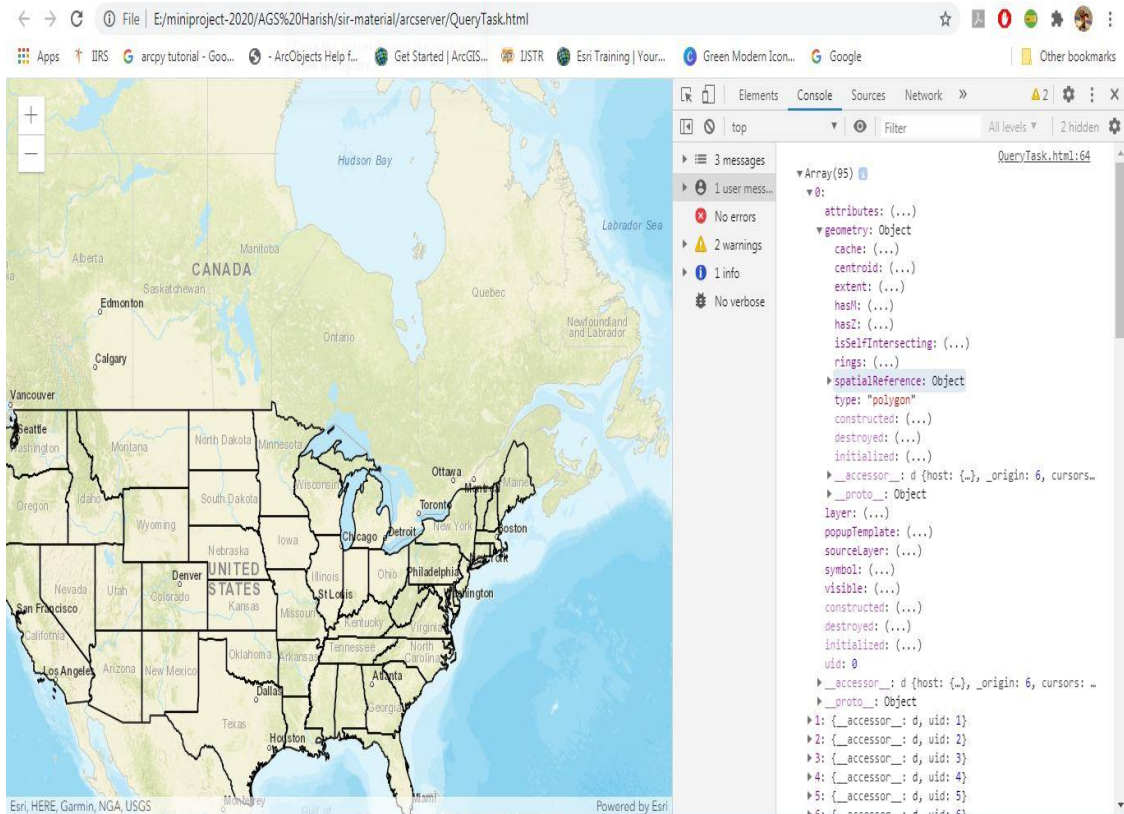 File | E:/miniproject-2020/AGS%20Harish/sir-material/arcserver/QueryTask.html
Apps IIRS arcpy tutorial - Goo... - ArcObjects Help f... Get Started | ArcGIS... IJSTR Esri Training | Your... Green Modern Icon... Google Other bookmarks
+
−
Hudson Bay
Labrador Sea
Alberta
Manitoba
CANADA
Saskatchewan
Edmonton
Quebec
Ontario
Newfoundland
and Labrador
Calgary
Vancouver
Seattle
Washington
Montana
North Dakota
Minnesota
Ottawa
Montreal
Maine
Wisconsin
Oregon
Idaho
South Dakota
Toronto
Wyoming
New York
Boston
Iowa
Chicago
Detroit
Nebraska
New York
UNITED
STATES
Denver
Illinois
Ohio
Philadelphia
Nevada
Utah
Colorado
Kansas
St Louis
Washington
San Francisco
Missouri
Kentucky
Virginia
California
Oklahoma
Arkansas
Tennessee
North
Carolina
Los Angeles
Arizona
New Mexico
Atlanta
Dallas
Georgia
Texas
Houston
Monterrey
Gulf of
Miami
Esri, HERE, Garmin, NGA, USGS
Powered by Esri
Elements Console Sources Network » 2
top Filter All levels 2 hidden
3 messages
1 user mess...
No errors
2 warnings
1 info
No verbose
QueryTask.html:64
Array(95) i
0:
attributes: (...)
geometry: Object
cache: (...)
centroid: (...)
extent: (...)
hasM: (...)
hasZ: (...)
isSelfIntersecting: (...)
rings: (...)
spatialReference: Object
type: "polygon"
constructed: (...)
destroyed: (...)
initialized: (...)
__accessor__: d {host: {…}, _origin: 6, cursors…
__proto__: Object
layer: (...)
popupTemplate: (...)
sourceLayer: (...)
symbol: (...)
visible: (...)
constructed: (...)
destroyed: (...)
initialized: (...)
uid: 0
__accessor__: d {host: {…}, _origin: 6, cursors: …
__proto__: Object
1: {__accessor__: d, uid: 1}
2: {__accessor__: d, uid: 2}
3: {__accessor__: d, uid: 3}
4: {__accessor__: d, uid: 4}
5: {__accessor__: d, uid: 5}